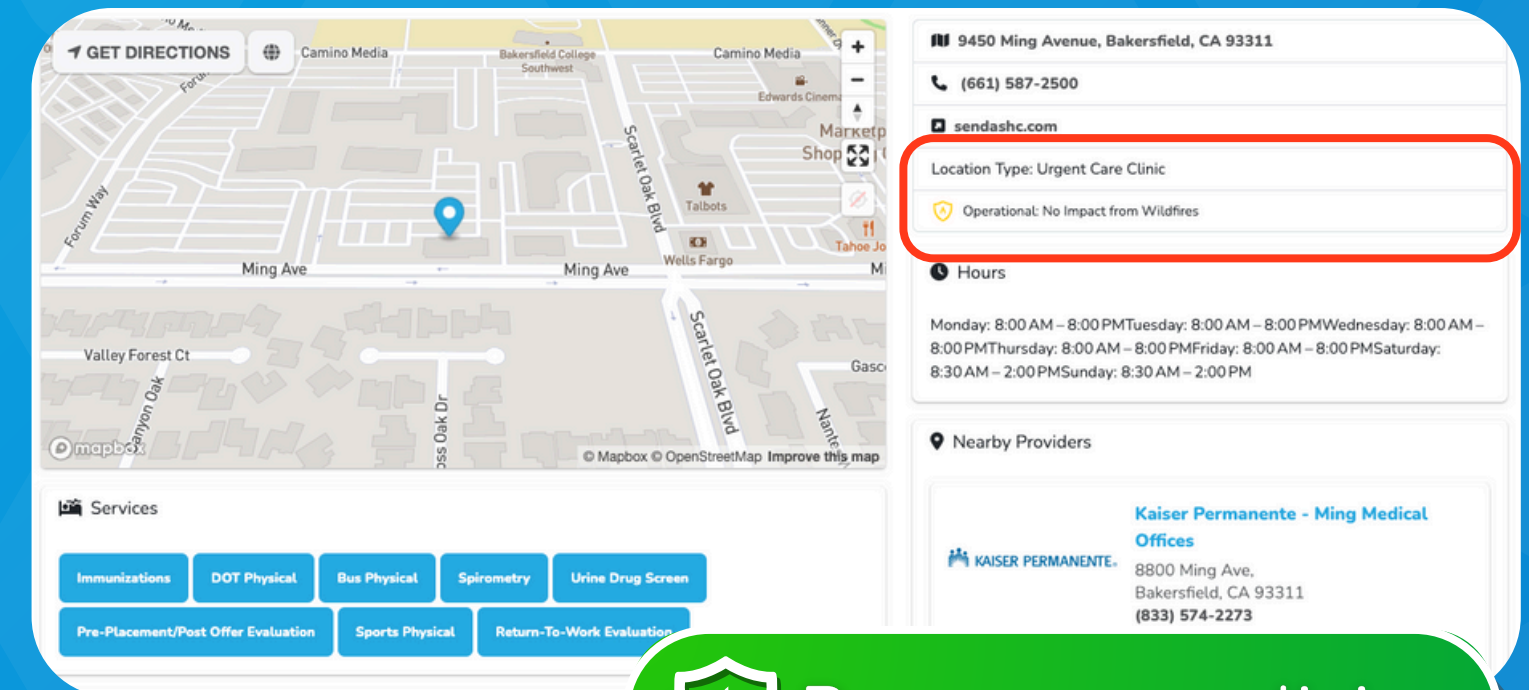 GET DIRECTIONS
Camino Media
Bakersfield College
Southwest
Camino Media
Edwards
Forum Way
Scarlet Oak Blvd
Talbots
Wells Fargo
Tahoe
Ming Ave
Ming Ave
Valley Forest Ct
Scarlet Oak Blvd
Oak Dr
mapbox
© Mapbox © OpenStreetMap Improve this map
9450 Ming Avenue, Bakersfield, CA 93311
(661) 587-2500
sendashc.com
Location Type: Urgent Care Clinic
Operational: No Impact from Wildfires
Hours
Monday: 8:00 AM – 8:00 PMTuesday: 8:00 AM – 8:00 PMWednesday: 8:00 AM –
8:00 PMThursday: 8:00 AM – 8:00 PMFriday: 8:00 AM – 8:00 PMSaturday:
8:30 AM – 2:00 PMSunday: 8:30 AM – 2:00 PM
Nearby Providers
KAISER PERMANENTE.
Kaiser Permanente - Ming Medical
Offices
8800 Ming Ave,
Bakersfield, CA 93311
(833) 574-2273
Services
Immunizations
DOT Physical
Bus Physical
Spirometry
Urine Drug Screen
Pre-Placement/Post Offer Evaluation
Sports Physical
Return-To-Work Evaluation